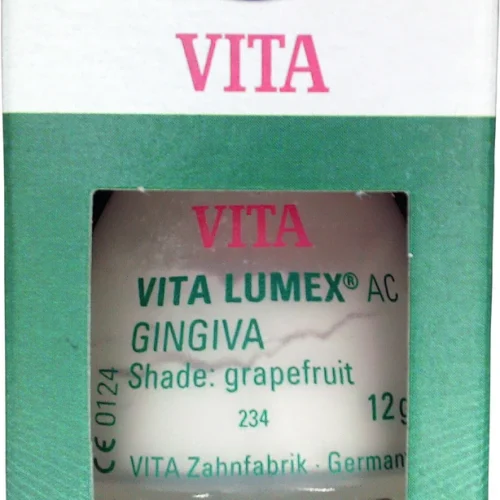 VITA
VITA
VITA LUMEX® AC
GINGIVA
Shade: grapefruit
234
12g
VITA Zahnfabrik · German
CE 0124